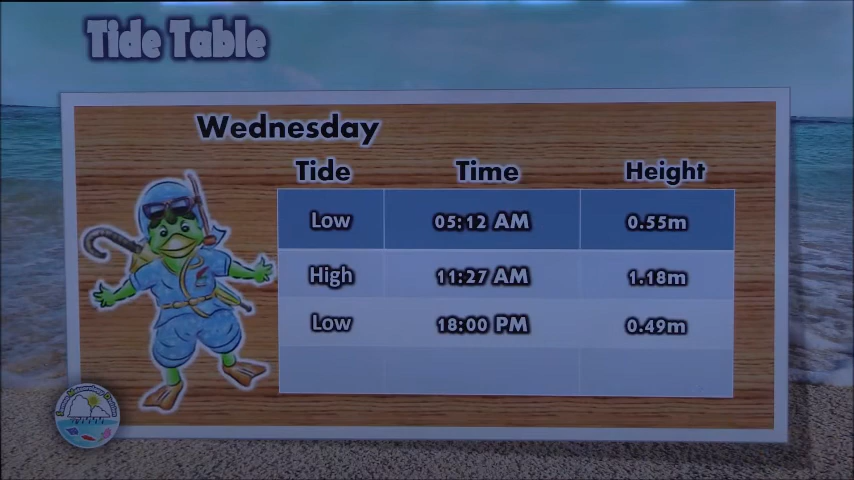 Tide Table
Wednesday
Tide Time Height
Low 05:12 AM 0.55m
High 11:27 AM 1.18m
Low 18:00 PM 0.49m